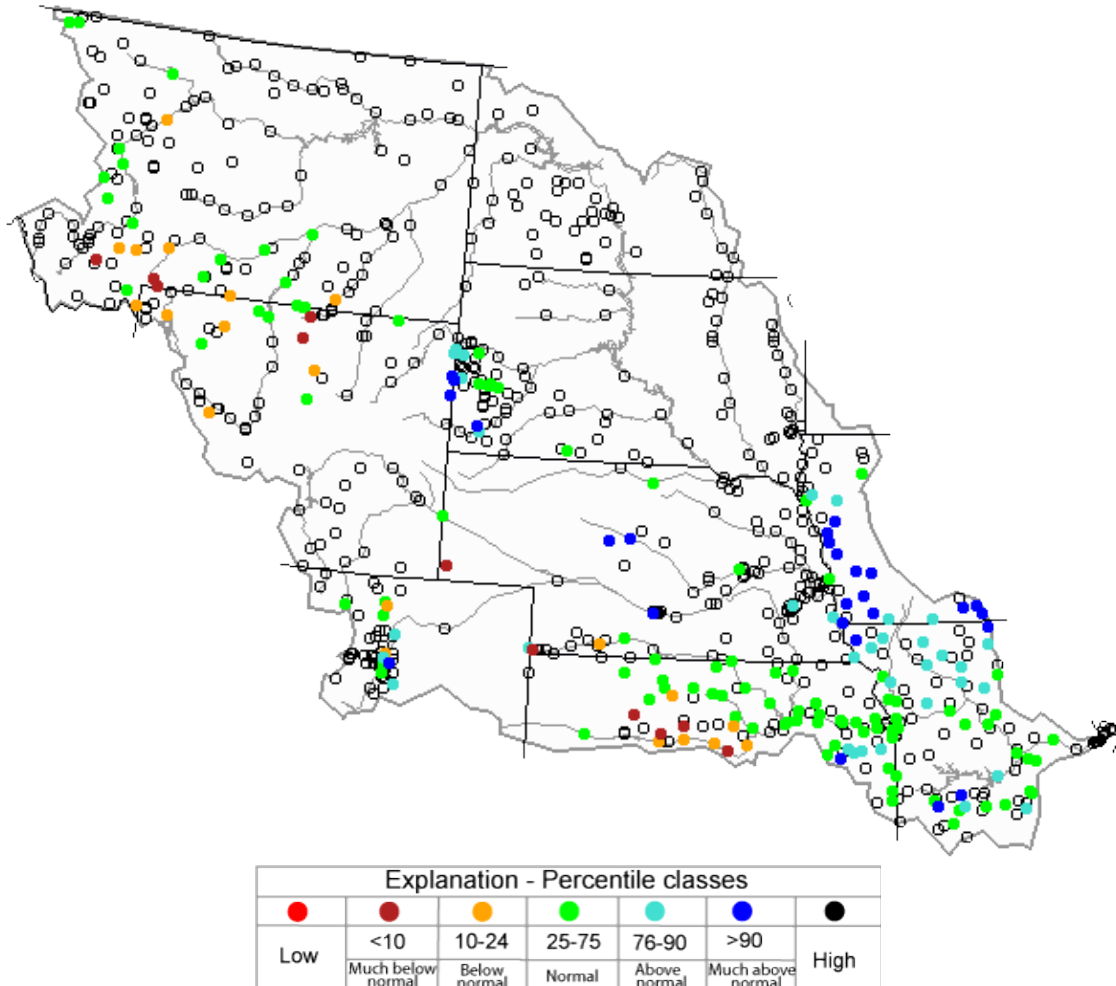 Explanation - Percentile classes
Low <10 10-24 25-75 76-90 >90 High
Much below normal Below normal Normal Above normal Much above normal